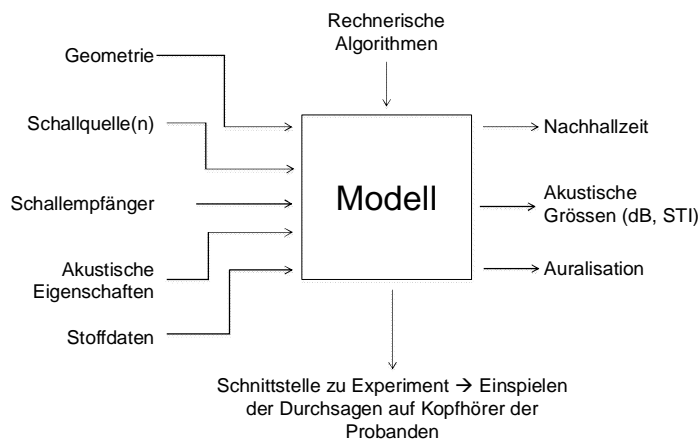 Rechnerische
Algorithmen
Geometrie
Schallquelle(n)
Schallempfänger
Akustische
Eigenschaften
Stoffdaten
Modell
Nachhallzeit
Akustische
Grössen (dB, STI)
Auralisation
Schnittstelle zu Experiment → Einspielen
der Durchsagen auf Kopfhörer der
Probanden